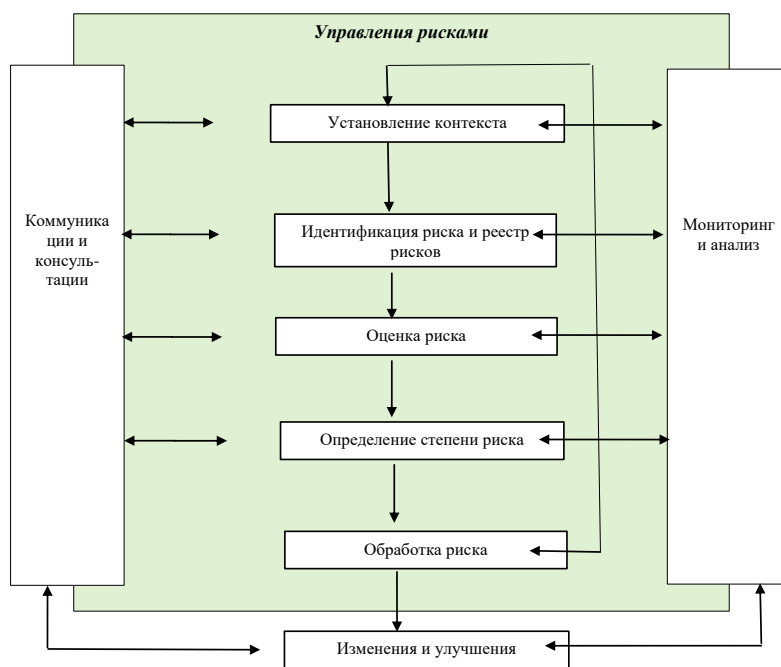 Управления рисками
Установление контекста
Коммуника
ции и
консуль-
тации
Идентификация риска и реестр
рисков
Мониторинг
и анализ
Оценка риска
Определение степени риска
Обработка риска
Изменения и улучшения